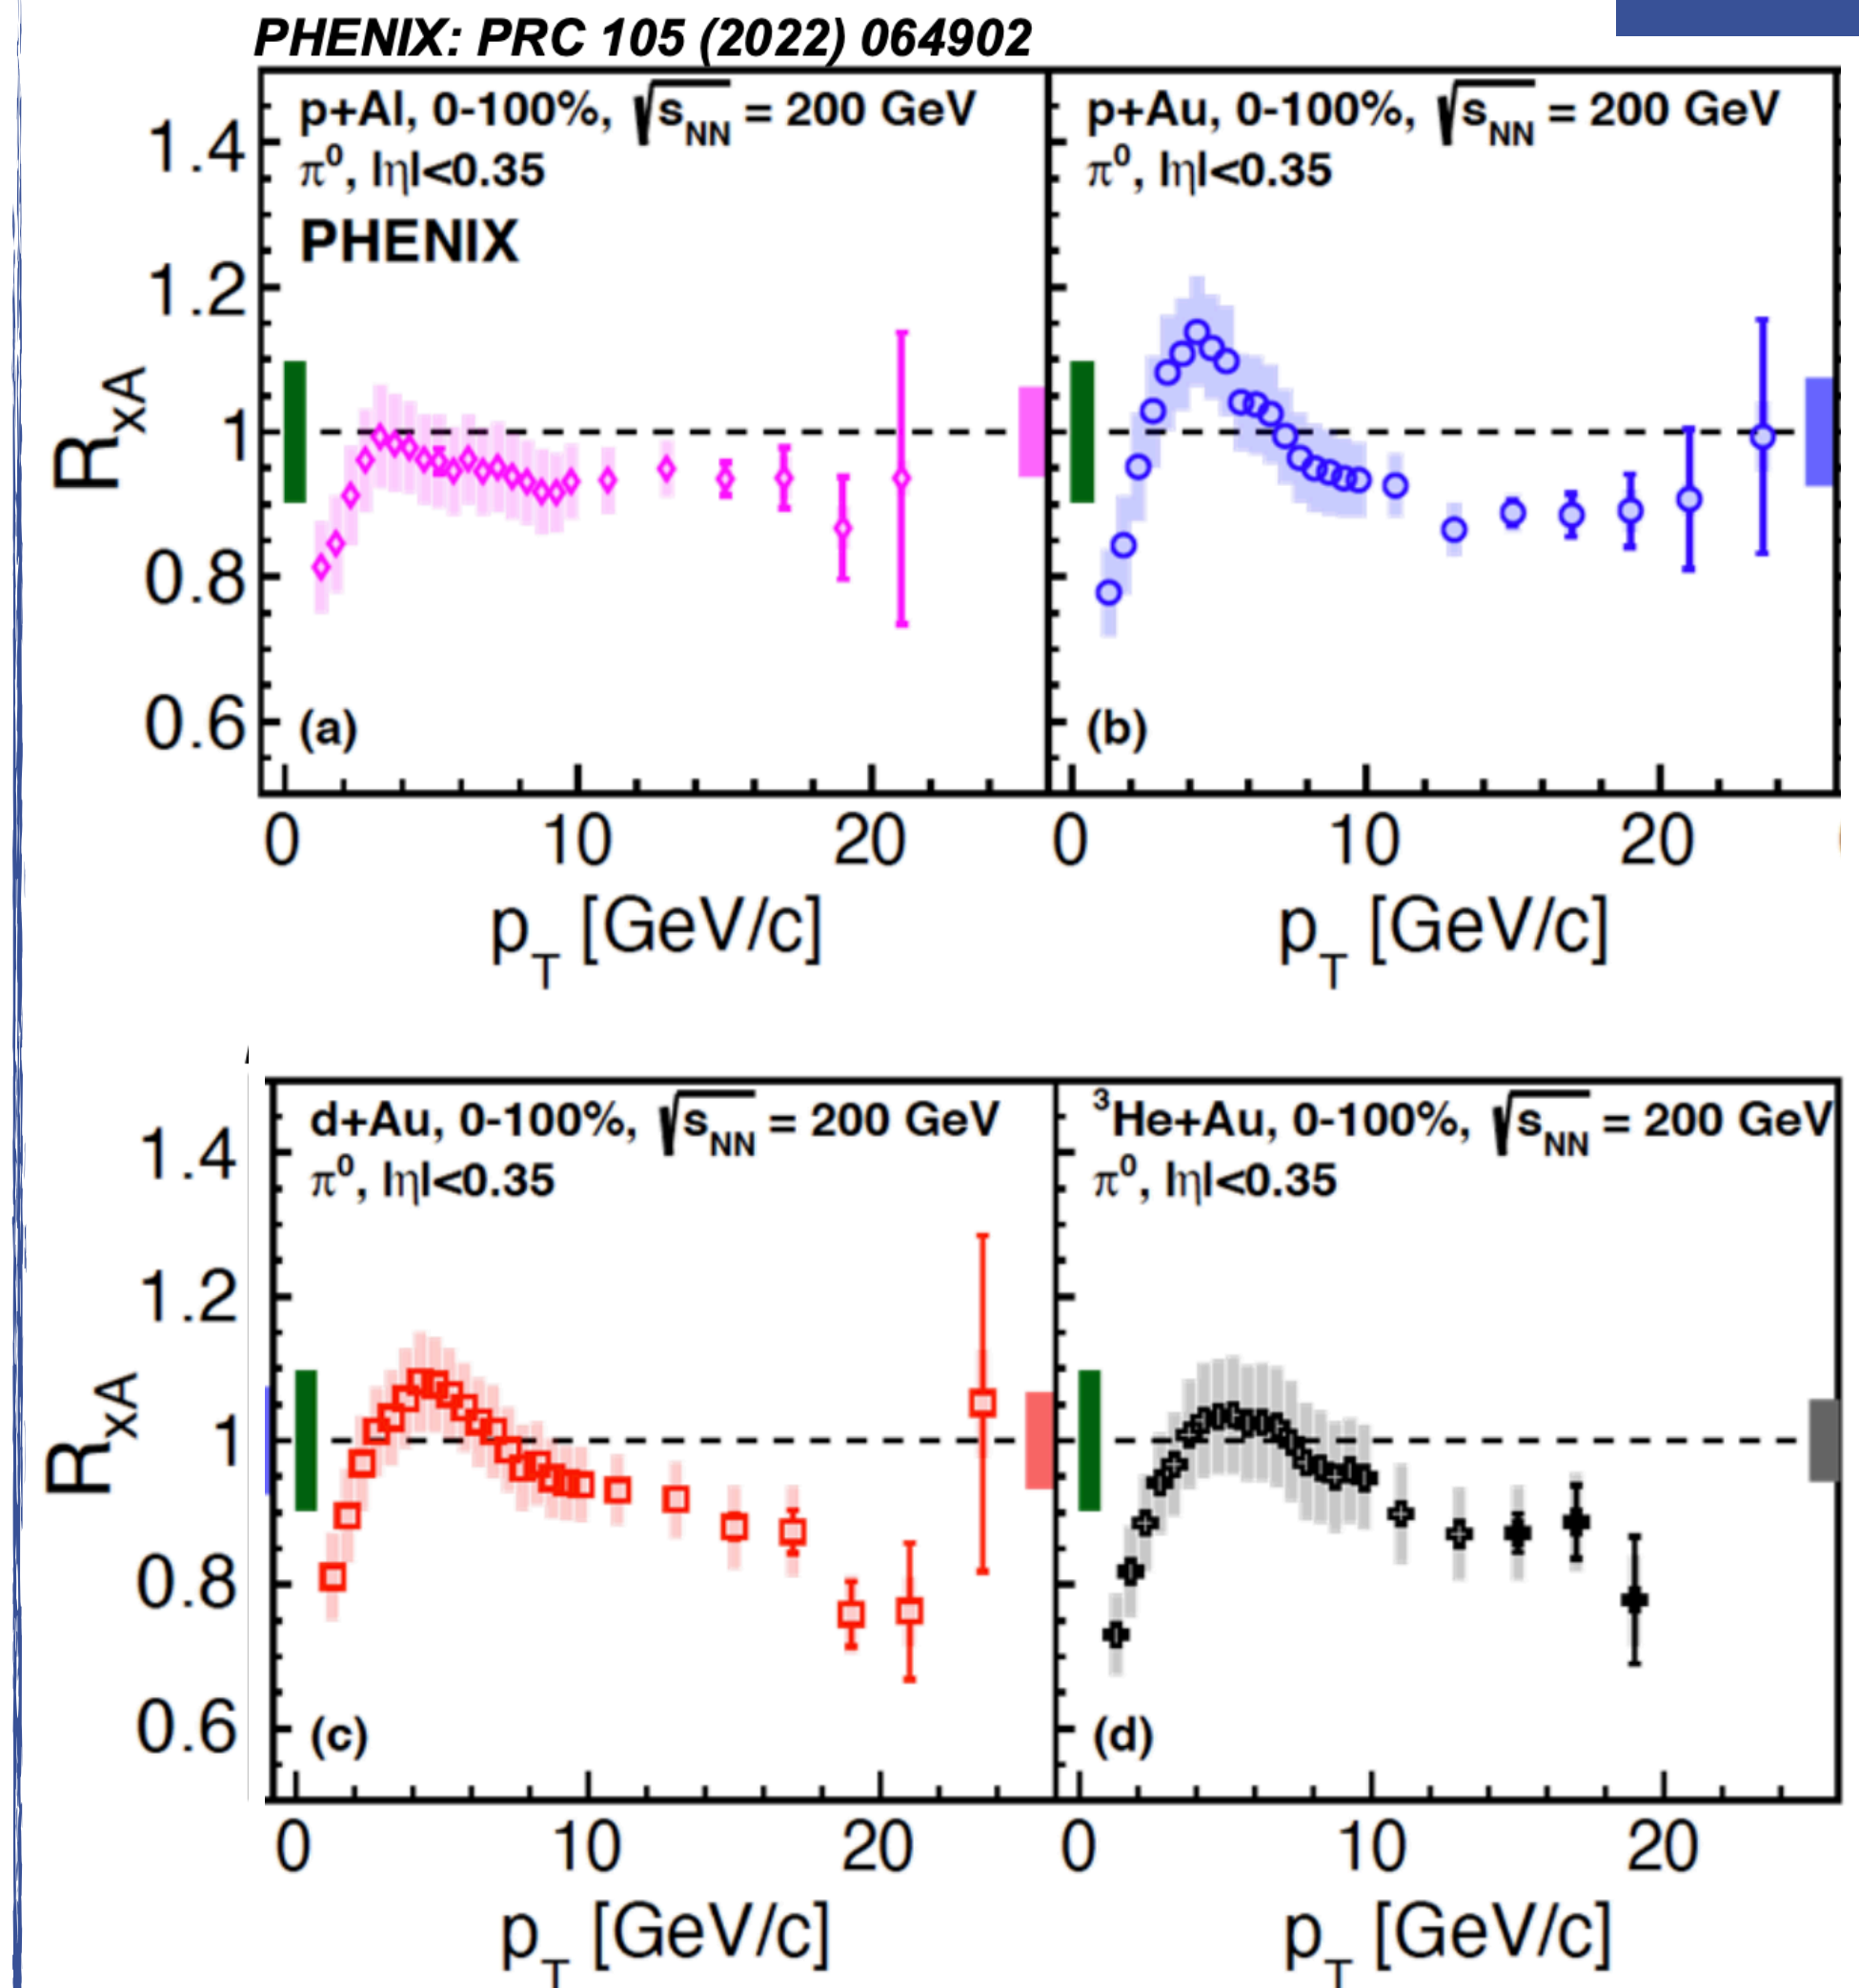 PHENIX: PRC 105 (2022) 064902
p+Al, 0-100%, √sNN = 200 GeV
π0, |η|<0.35
PHENIX
p+Au, 0-100%, √sNN = 200 GeV
π0, |η|<0.35
RxA
1.4
1.2
1
0.8
0.6
(a)
(b)
0 10 20
0 10 20
pT [GeV/c]
pT [GeV/c]
d+Au, 0-100%, √sNN = 200 GeV
π0, |η|<0.35
3He+Au, 0-100%, √sNN = 200 GeV
π0, |η|<0.35
RxA
1.4
1.2
1
0.8
0.6
(c)
(d)
0 10 20
0 10 20
pT [GeV/c]
pT [GeV/c]